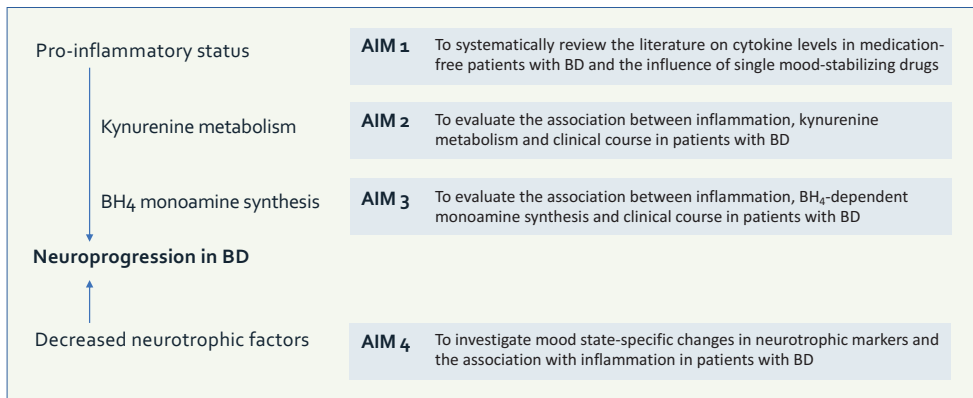 Pro-inflammatory status
AIM 1 To systematically review the literature on cytokine levels in medication-
free patients with BD and the influence of single mood-stabilizing drugs
Kynurenine metabolism
AIM 2 To evaluate the association between inflammation, kynurenine
metabolism and clinical course in patients with BD
BH4 monoamine synthesis
AIM 3 To evaluate the association between inflammation, BH₄-dependent
monoamine synthesis and clinical course in patients with BD
Neuroprogression in BD
Decreased neurotrophic factors
AIM 4 To investigate mood state-specific changes in neurotrophic markers and
the association with inflammation in patients with BD